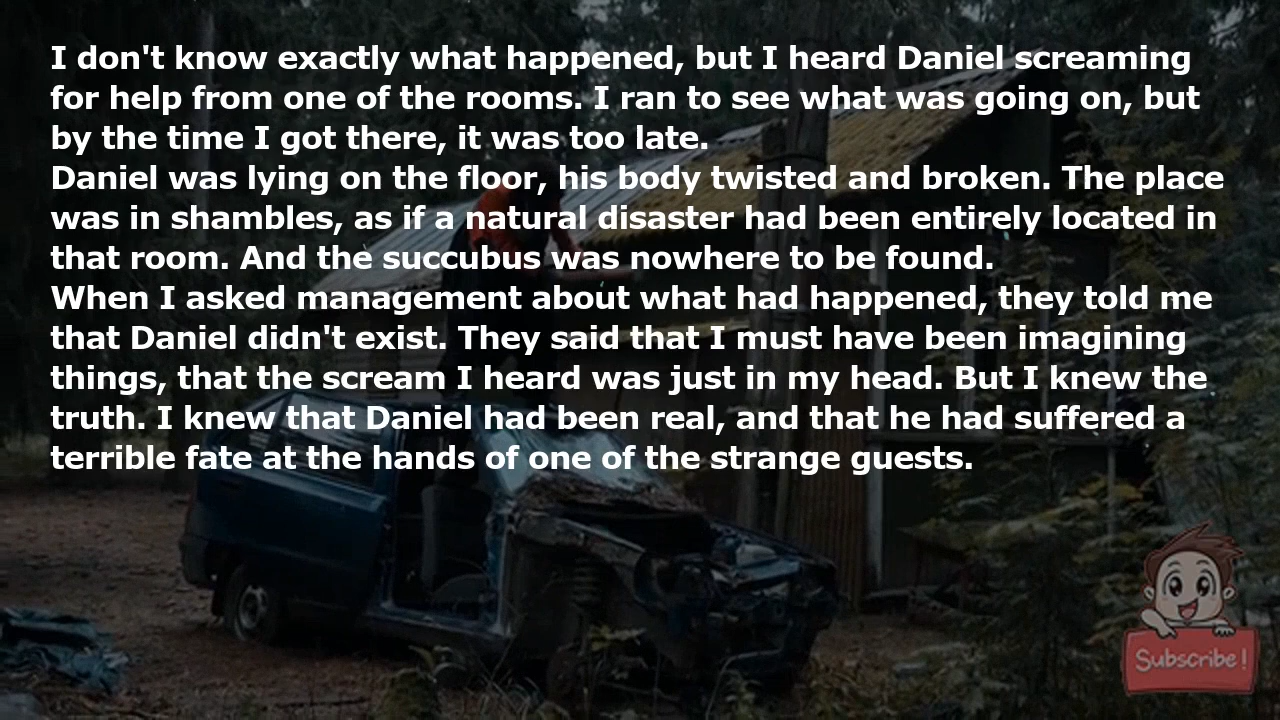 I don't know exactly what happened, but I heard Daniel screaming
for help from one of the rooms. I ran to see what was going on, but
by the time I got there, it was too late.
Daniel was lying on the floor, his body twisted and broken. The place
was in shambles, as if a natural disaster had been entirely located in
that room. And the succubus was nowhere to be found.
When I asked management about what had happened, they told me
that Daniel didn't exist. They said that I must have been imagining
things, that the scream I heard was just in my head. But I knew the
truth. I knew that Daniel had been real, and that he had suffered a
terrible fate at the hands of one of the strange guests.
Subscribe!